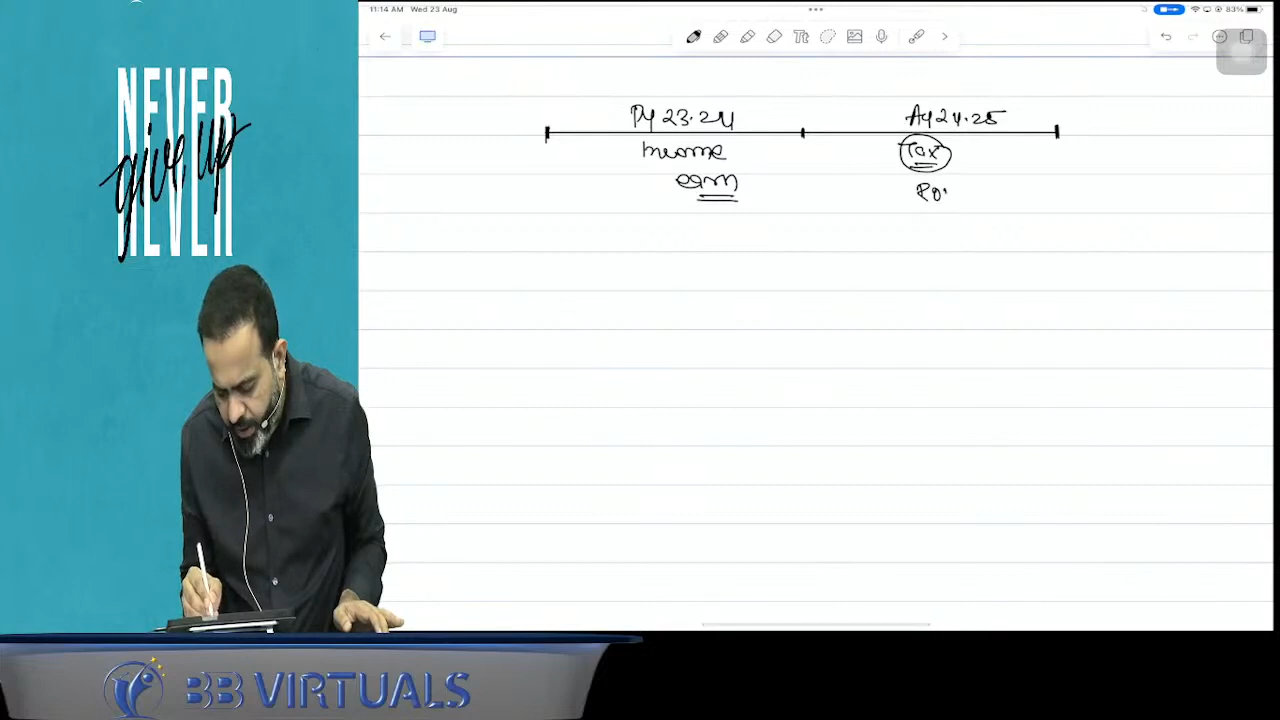 11:14 AM Wed 23 Aug
83%
NEVER
give up
NEVER
PY 23.24
AY 24.25
Income
Tax
earn
BB VIRTUALS